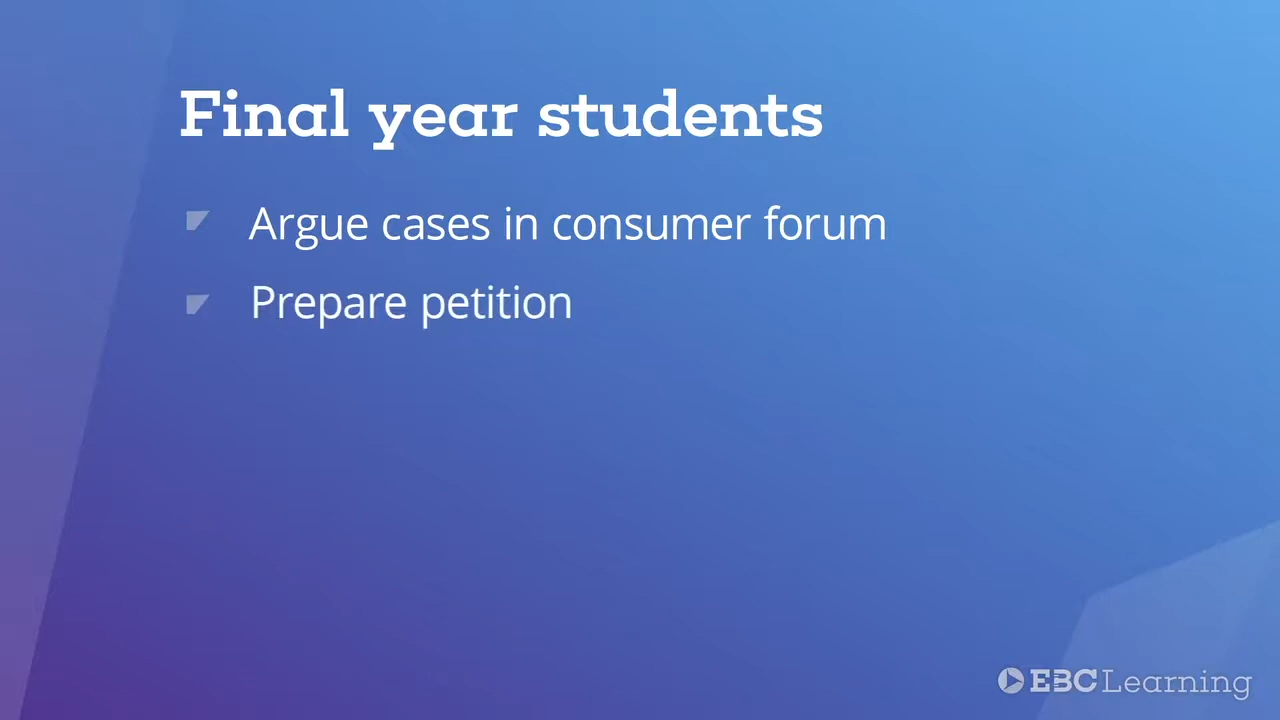 Final year students
Argue cases in consumer forum
Prepare petition
EBC Learning